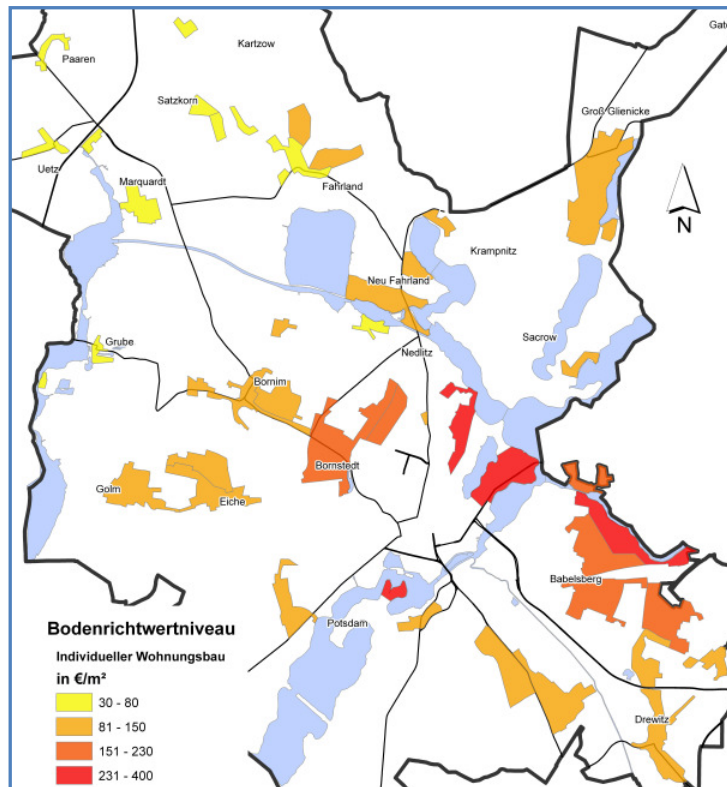 Gat
Kartzow
Paaren
Satzkorn
Groß Glienicke
Uetz
Marquardt
Fahrland
N
Krampnitz
Neu Fahrland
Sacrow
Grube
Nedlitz
Bornim
Bornstedt
Golm
Eiche
Babelsberg
Potsdam
Drewitz
Bodenrichtwertniveau
Individueller Wohnungsbau
in €/m²
30 - 80
81 - 150
151 - 230
231 - 400